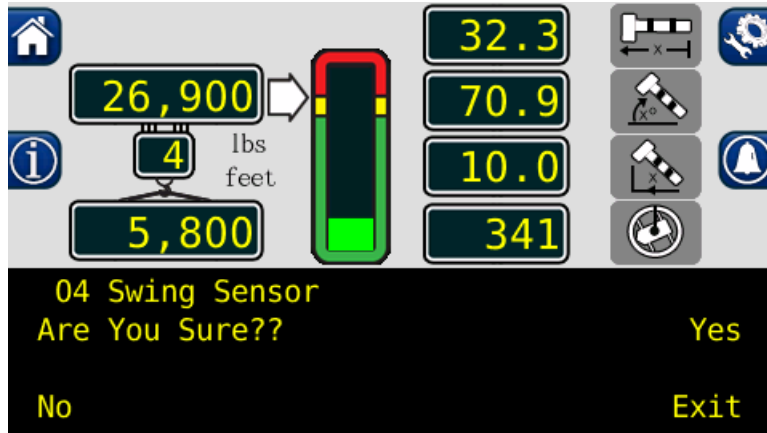 32.3
x
26,900
70.9
x°
4
lbs
feet
10.0
x
5,800
341
04 Swing Sensor
Are You Sure??
Yes
No
Exit